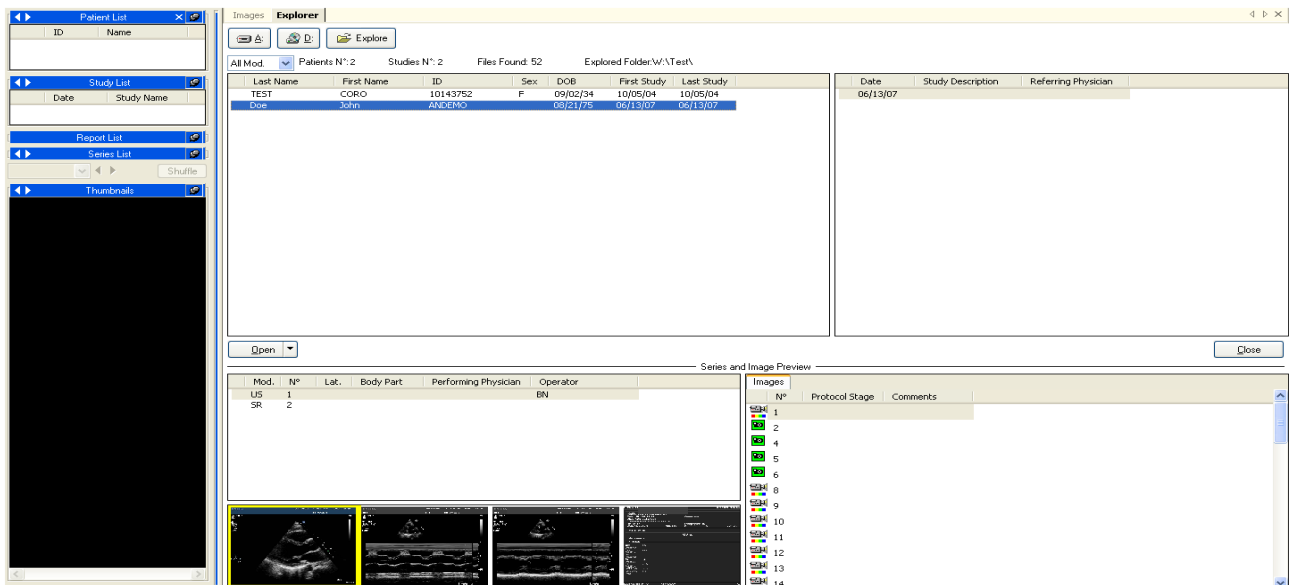 Patient List
ID Name
Study List
Date Study Name
Report List
Series List
Shuffle
Thumbnails
Images Explorer
A: D: Explore
All Mod. Patients N°: 2 Studies N°: 2 Files Found: 52 Explored Folder:W:\Test\
Last Name First Name ID Sex DOB First Study Last Study
TEST CORO 10143752 F 09/02/34 10/05/04 10/05/04
Doe John ANDEMO 08/21/75 06/13/07 06/13/07
Date Study Description Referring Physician
06/13/07
Open
Close
Series and Image Preview
Mod. N° Lat. Body Part Performing Physician Operator
US 1 BN
SR 2
Images
N° Protocol Stage Comments
1
2
4
5
6
8
9
10
11
12
13
14